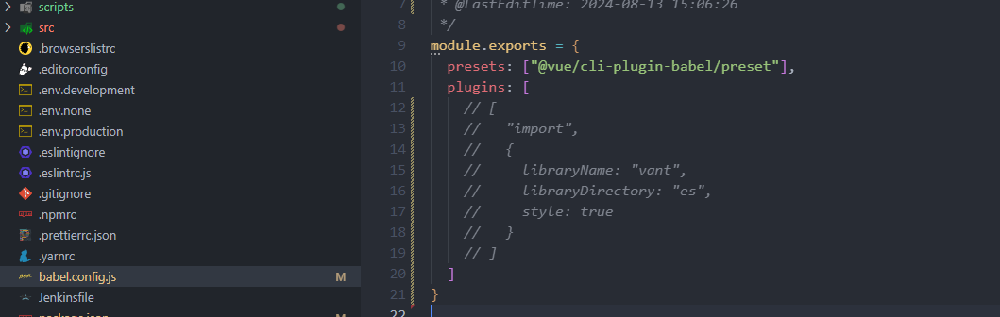 scripts
src
.browserslistrc
.editorconfig
.env.development
.env.none
.env.production
.eslintignore
.eslintrc.js
.gitignore
.npmrc
.prettierrc.json
.yarnrc
babel.config.js M
Jenkinsfile
package.json
7 * @LastEditTime: 2024-08-13 15:06:26
8 */
9 module.exports = {
10 presets: ["@vue/cli-plugin-babel/preset"],
11 plugins: [
12 // [
13 // "import",
14 // {
15 // libraryName: "vant",
16 // libraryDirectory: "es",
17 // style: true
18 // }
19 // ]
20 ]
21 }
22